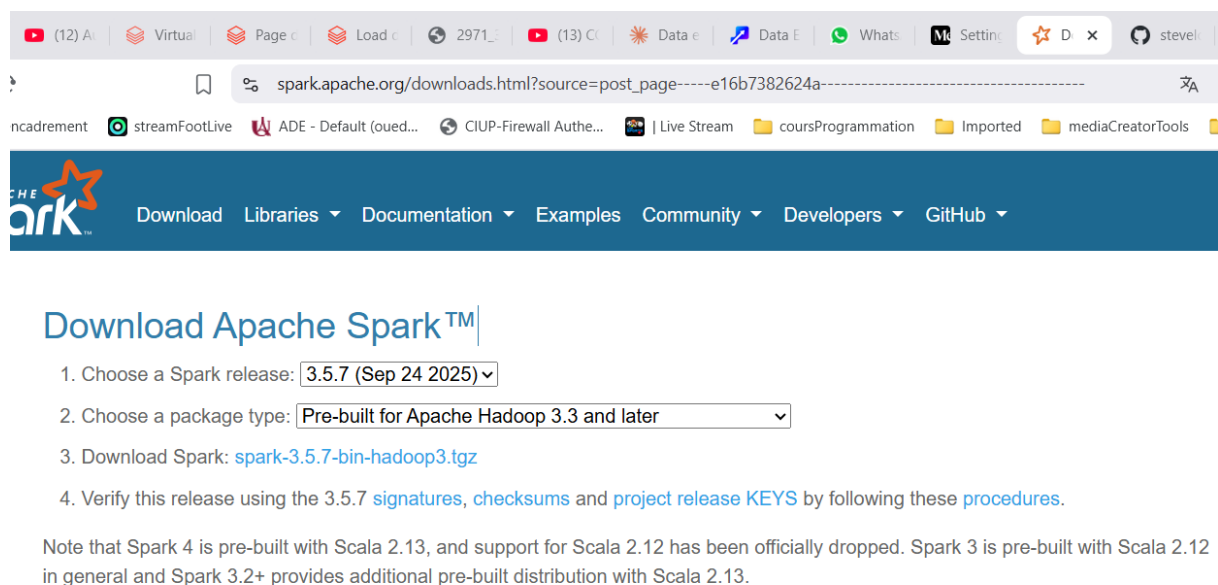 (12) A
Virtual
Page d
Load c
2971_
(13) C
Data e
Data E
Whats
Setting
D
stevel
spark.apache.org/downloads.html?source=post_page-----e16b7382624a---------------------------------------
ncadrement
streamFootLive
ADE - Default (oued...
CIUP-Firewall Authe...
| Live Stream
coursProgrammation
Imported
mediaCreatorTools
Download Libraries Documentation Examples Community Developers GitHub
Download Apache Spark™
1. Choose a Spark release: 3.5.7 (Sep 24 2025)
2. Choose a package type: Pre-built for Apache Hadoop 3.3 and later
3. Download Spark: spark-3.5.7-bin-hadoop3.tgz
4. Verify this release using the 3.5.7 signatures, checksums and project release KEYS by following these procedures.
Note that Spark 4 is pre-built with Scala 2.13, and support for Scala 2.12 has been officially dropped. Spark 3 is pre-built with Scala 2.12
in general and Spark 3.2+ provides additional pre-built distribution with Scala 2.13.